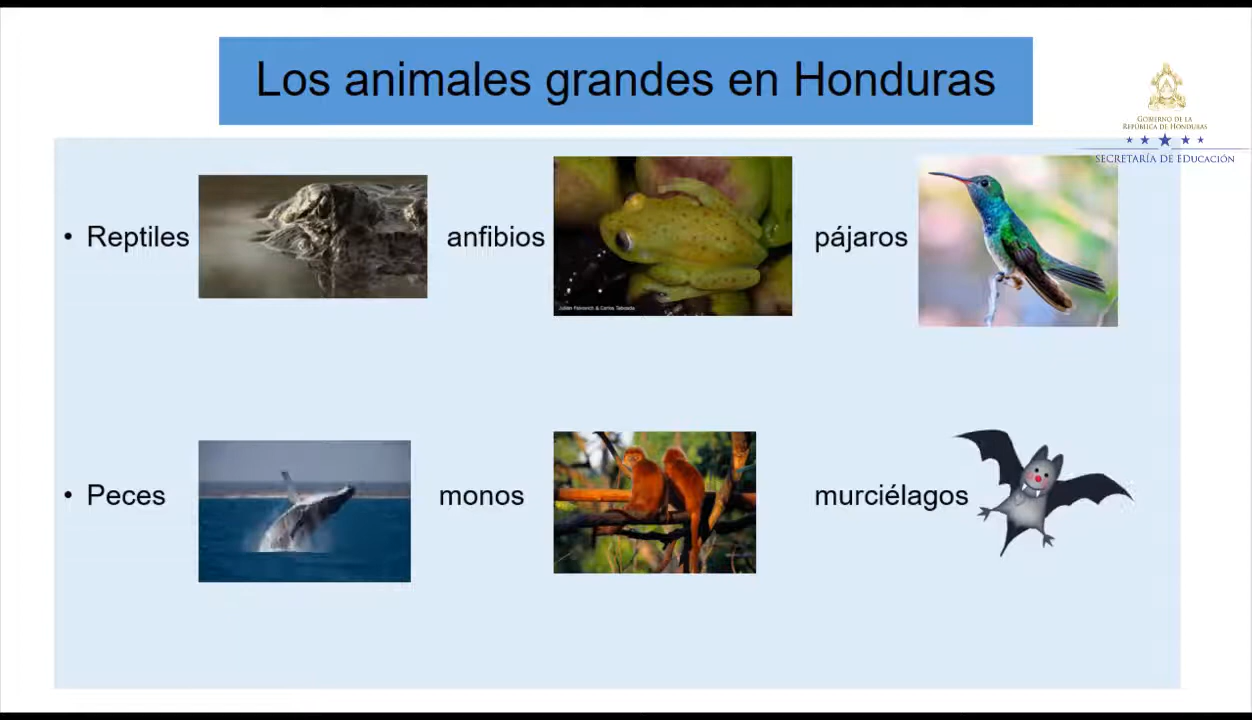 Los animales grandes en Honduras
GOBIERNO DE LA
REPÚBLICA DE HONDURAS
SECRETARÍA DE EDUCACIÓN
• Reptiles
anfibios
pájaros
• Peces
monos
murciélagos